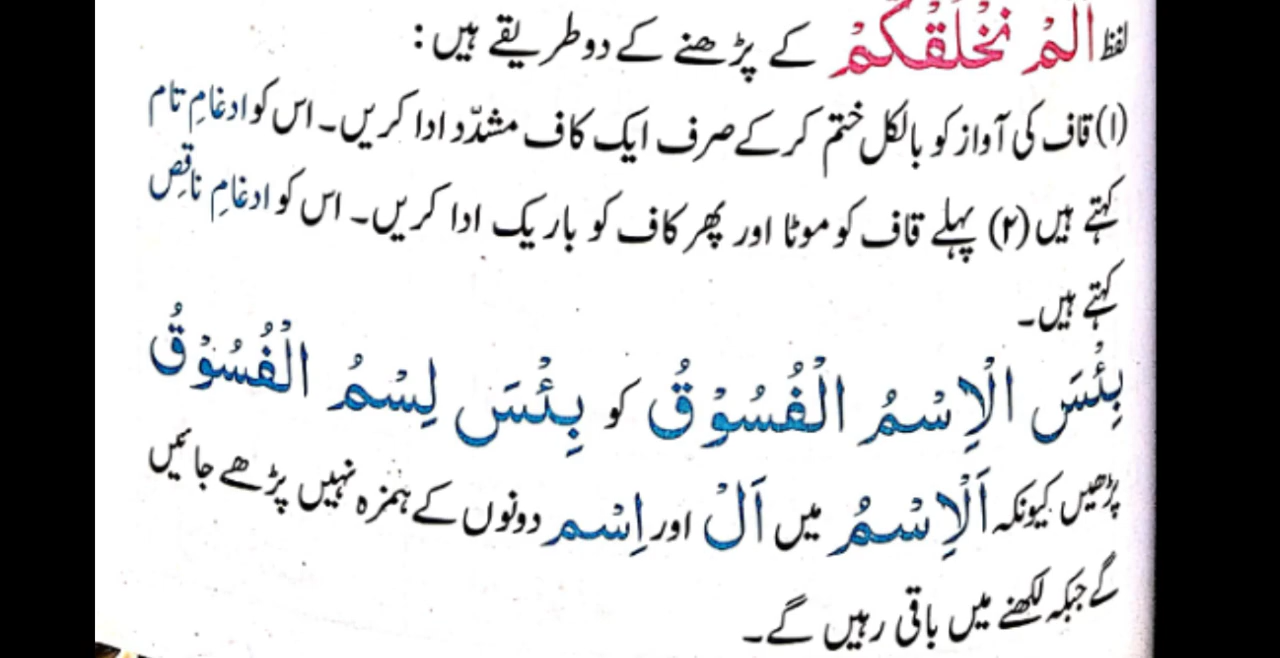 لفظ اَلَمْ نَخْلُقْكُّمْ کے پڑھنے کے دو طریقے ہیں:
(۱) قاف کی آواز کو بالکل ختم کر کے صرف ایک کاف مشدّد ادا کریں۔ اس کو ادغامِ تام
کہتے ہیں (۲) پہلے قاف کو موٹا اور پھر کاف کو باریک ادا کریں۔ اس کو ادغامِ ناقِص
کہتے ہیں۔
بِئْسَ الْاِسْمُ الْفُسُوْقُ کو بِئْسَ لِسْمُ الْفُسُوْقُ
پڑھیں کیونکہ اَلْاِسْمُ میں اَلْ اور اِسْم دونوں کے ہمزہ نہیں پڑھے جائیں
گے جبکہ لکھنے میں باقی رہیں گے۔